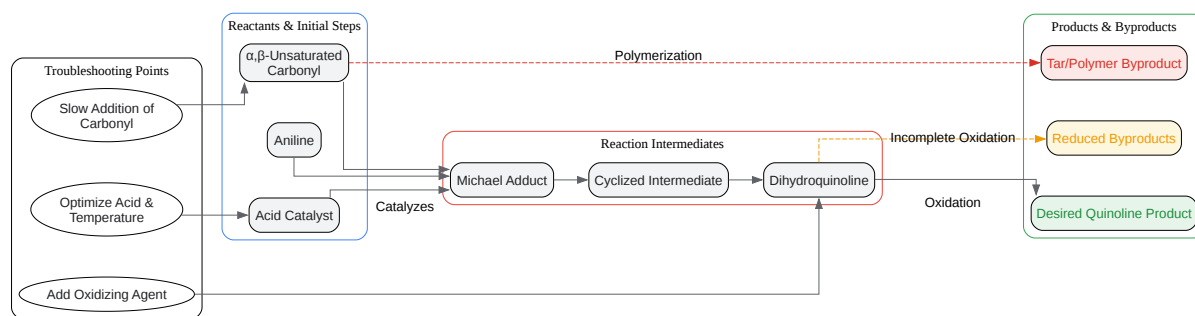 Troubleshooting Points
Slow Addition of
Carbonyl
Optimize Acid &
Temperature
Add Oxidizing Agent
Reactants & Initial Steps
α,β-Unsaturated
Carbonyl
Aniline
Acid Catalyst
Catalyzes
Polymerization
Reaction Intermediates
Michael Adduct
Cyclized Intermediate
Dihydroquinoline
Incomplete Oxidation
Oxidation
Products & Byproducts
Tar/Polymer Byproduct
Reduced Byproducts
Desired Quinoline Product